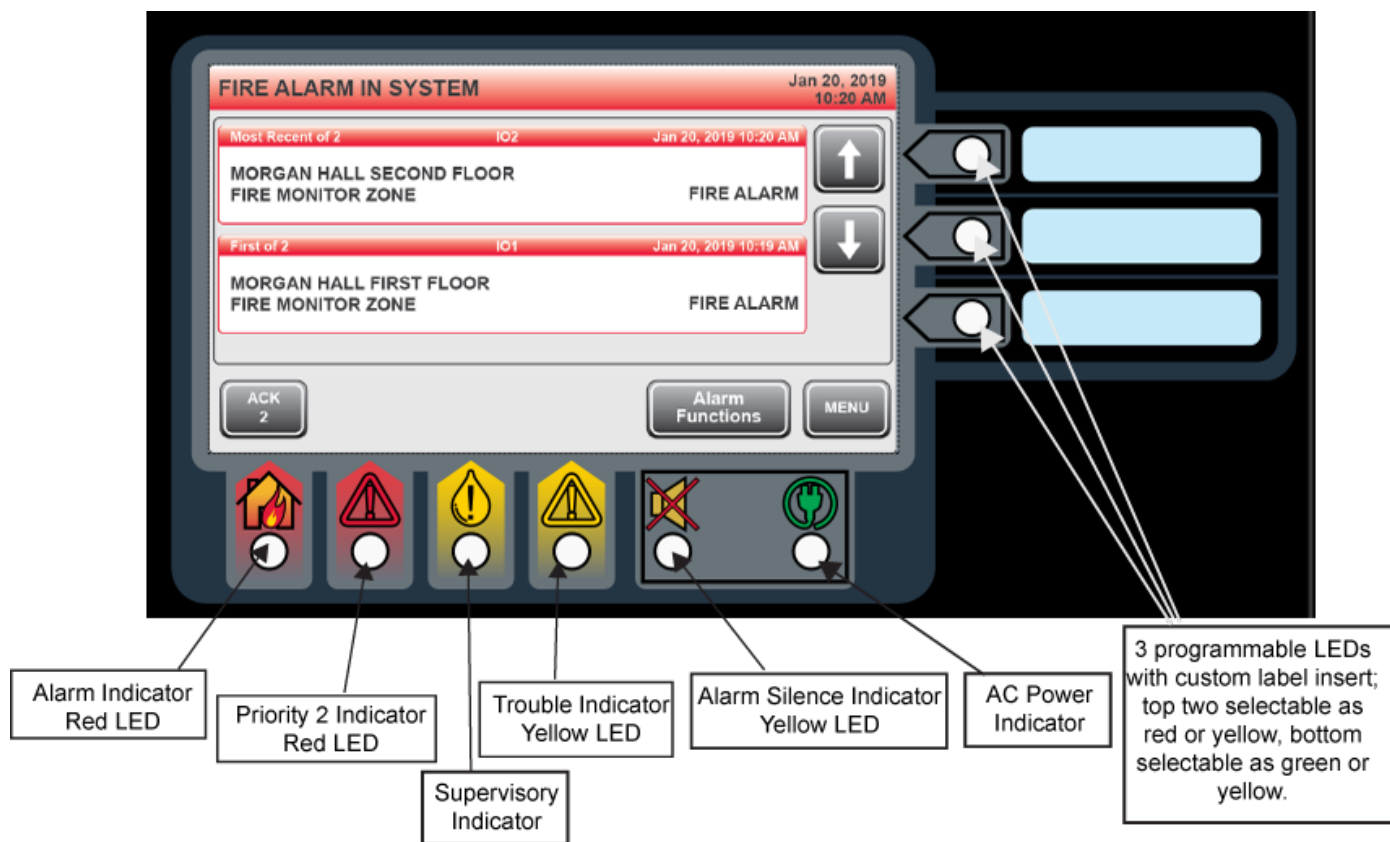 FIRE ALARM IN SYSTEM
Jan 20, 2019
10:20 AM
Most Recent of 2 IO2 Jan 20, 2019 10:20 AM
MORGAN HALL SECOND FLOOR
FIRE MONITOR ZONE FIRE ALARM
First of 2 IO1 Jan 20, 2019 10:19 AM
MORGAN HALL FIRST FLOOR
FIRE MONITOR ZONE FIRE ALARM
ACK
2
Alarm
Functions
MENU
Alarm Indicator
Red LED
Priority 2 Indicator
Red LED
Supervisory
Indicator
Trouble Indicator
Yellow LED
Alarm Silence Indicator
Yellow LED
AC Power
Indicator
3 programmable LEDs
with custom label insert;
top two selectable as
red or yellow, bottom
selectable as green or
yellow.